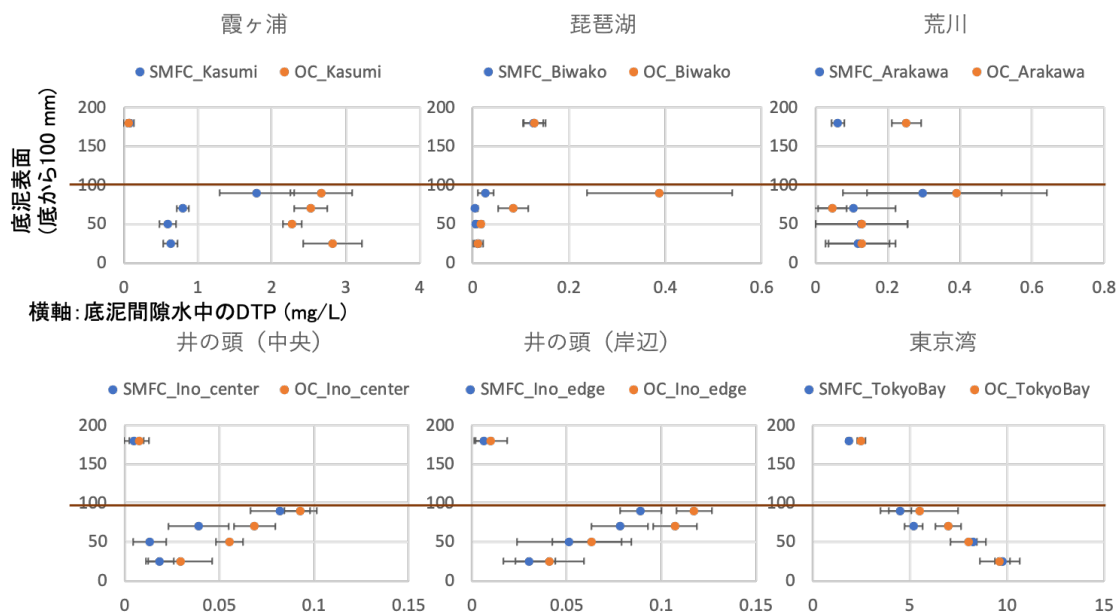 霞ヶ浦
琵琶湖
荒川
SMFC_Kasumi OC_Kasumi
SMFC_Biwako OC_Biwako
SMFC_Arakawa OC_Arakawa
底泥表面
(底から100 mm)
200
150
100
50
0
0 1 2 3 4
200
150
100
50
0
0 0.2 0.4 0.6
200
150
100
50
0
0 0.2 0.4 0.6 0.8
横軸:底泥間隙水中のDTP (mg/L)
井の頭(中央)
井の頭(岸辺)
東京湾
SMFC_Ino_center OC_Ino_center
SMFC_Ino_edge OC_Ino_edge
SMFC_TokyoBay OC_TokyoBay
200
150
100
50
0
0 0.05 0.1 0.15
200
150
100
50
0
0 0.05 0.1 0.15
200
150
100
50
0
0 5 10 15